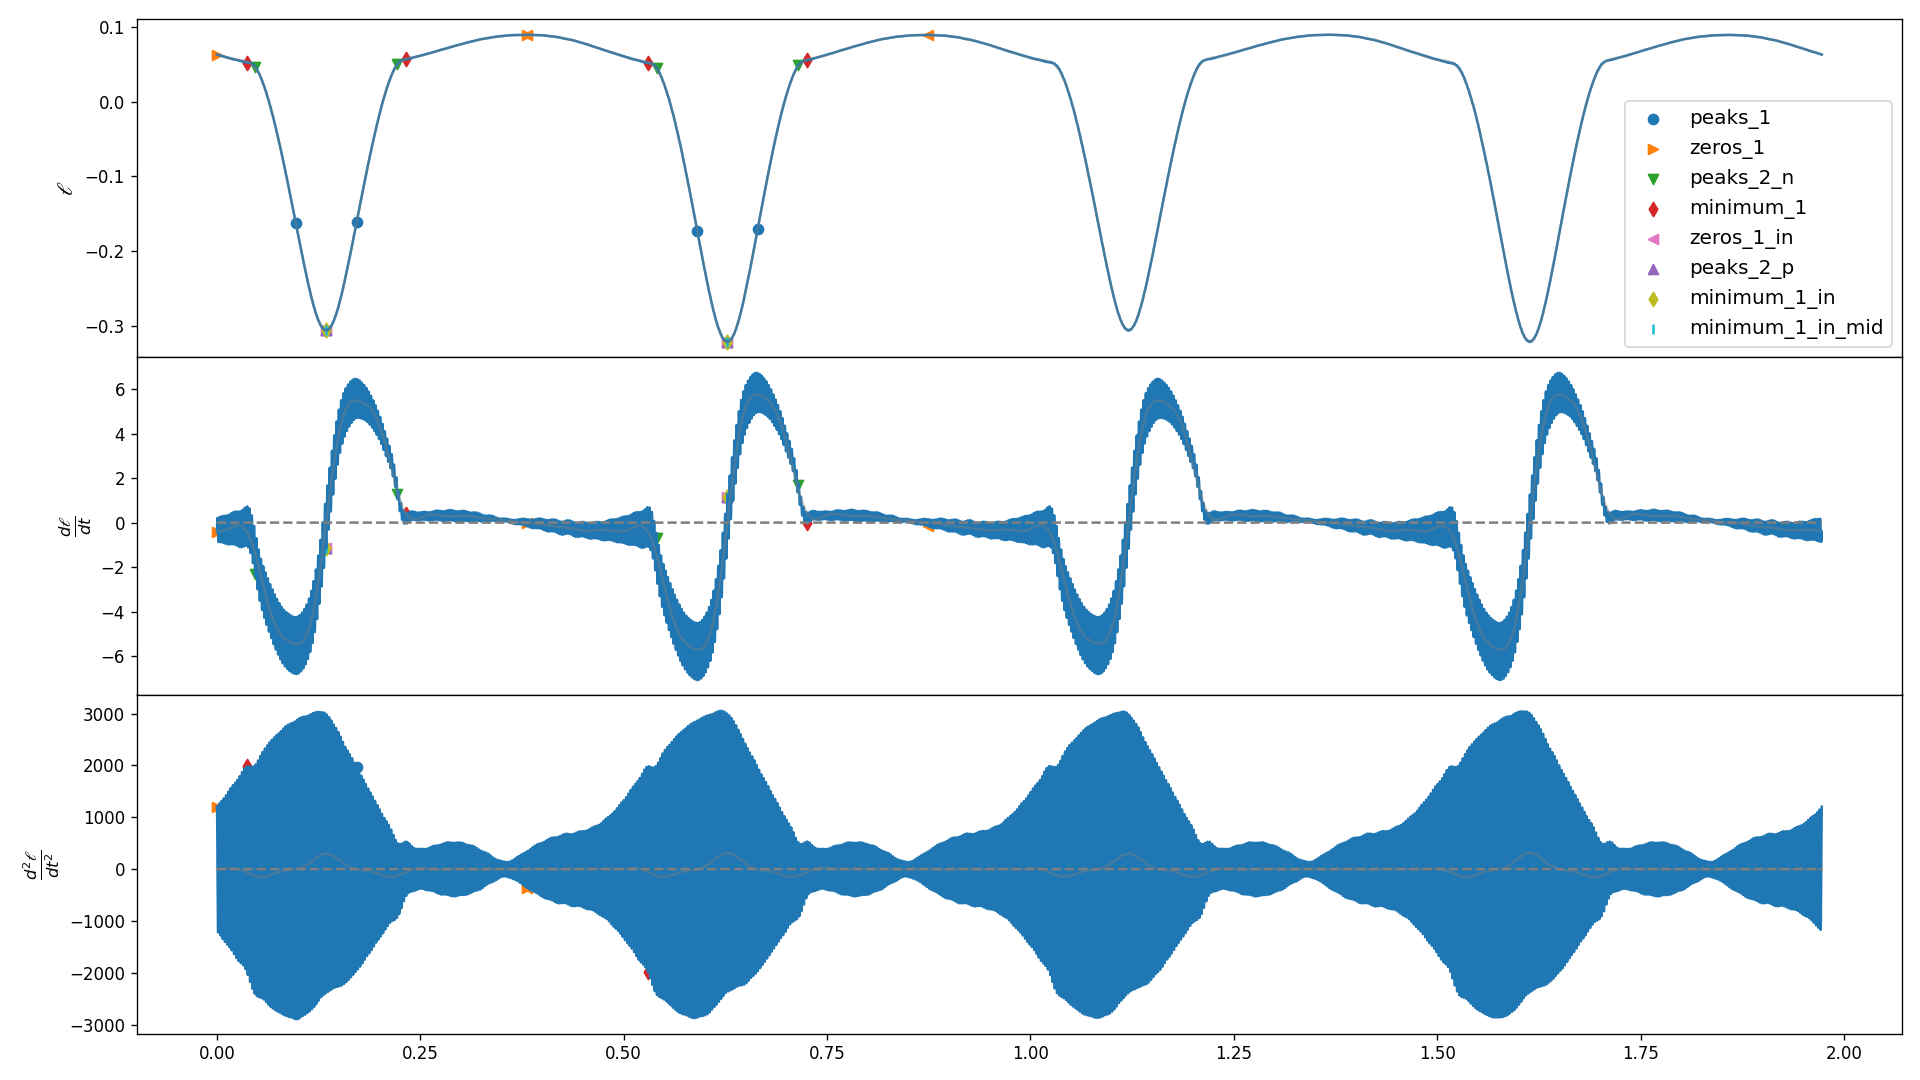 0.1
0.0
−0.1
−0.2
−0.3
ℓ
peaks_1
zeros_1
peaks_2_n
minimum_1
zeros_1_in
peaks_2_p
minimum_1_in
minimum_1_in_mid
6
4
2
0
−2
−4
−6
dℓ
dt
3000
2000
1000
0
−1000
−2000
−3000
d²ℓ
dt²
0.00 0.25 0.50 0.75 1.00 1.25 1.50 1.75 2.00